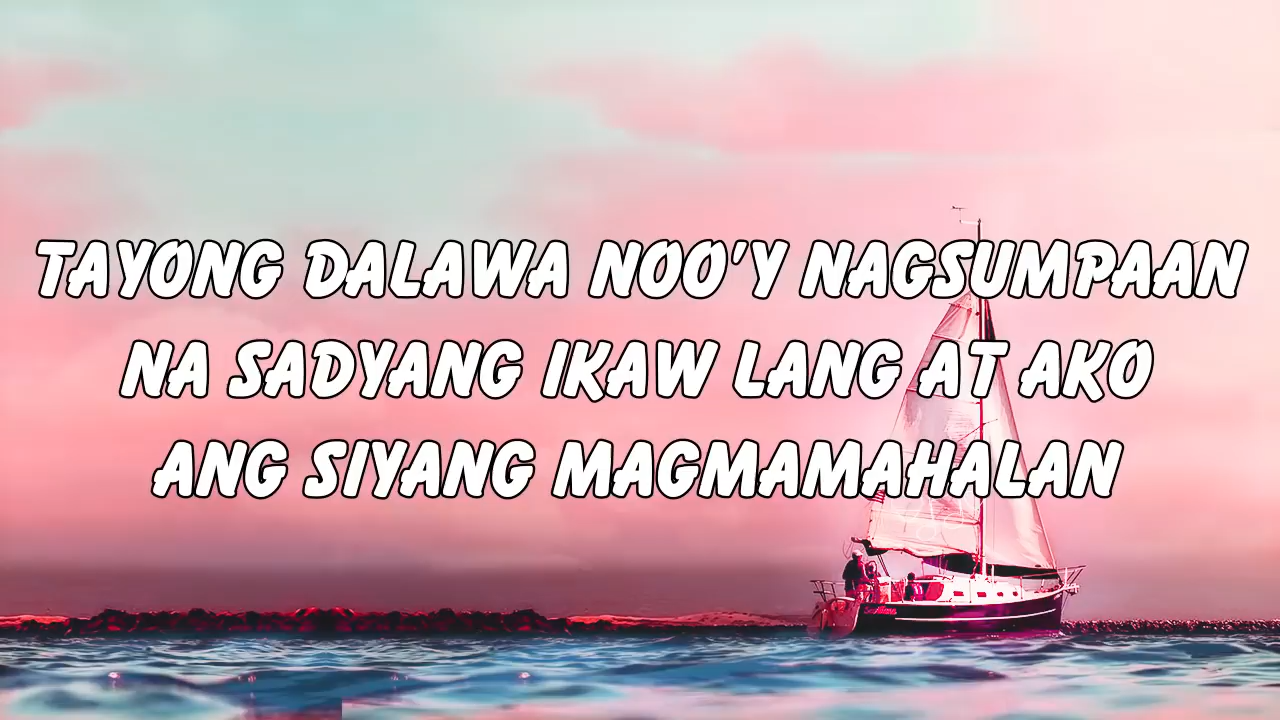 TAYONG DALAWA NOO'Y NAGSUMPAAN
NA SADYANG IKAW LANG AT AKO
ANG SIYANG MAGMAMAHALAN